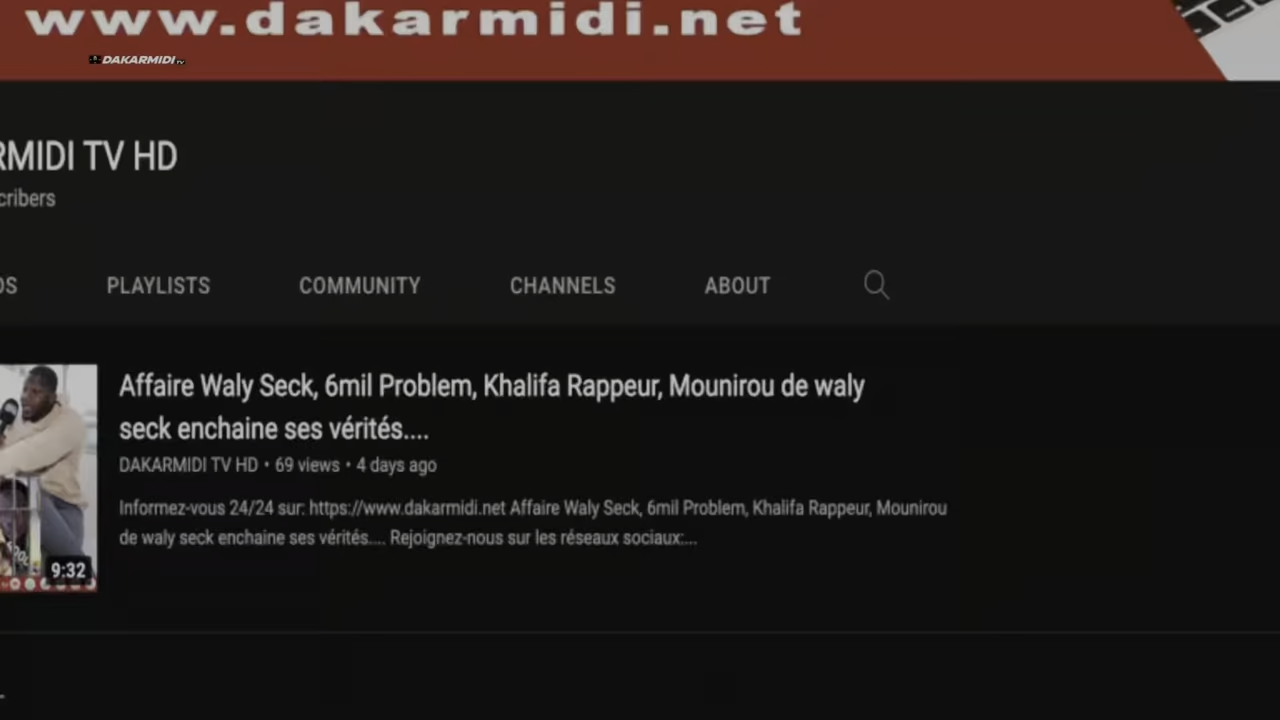 www.dakarmidi.net
DAKARMIDI TV
RMIDI TV HD
cribers
OS PLAYLISTS COMMUNITY CHANNELS ABOUT
Affaire Waly Seck, 6mil Problem, Khalifa Rappeur, Mounirou de waly
seck enchaine ses vérités....
DAKARMIDI TV HD • 69 views • 4 days ago
Informez-vous 24/24 sur: https://www.dakarmidi.net Affaire Waly Seck, 6mil Problem, Khalifa Rappeur, Mounirou
de waly seck enchaine ses vérités.... Rejoignez-nous sur les réseaux sociaux:...
9:32